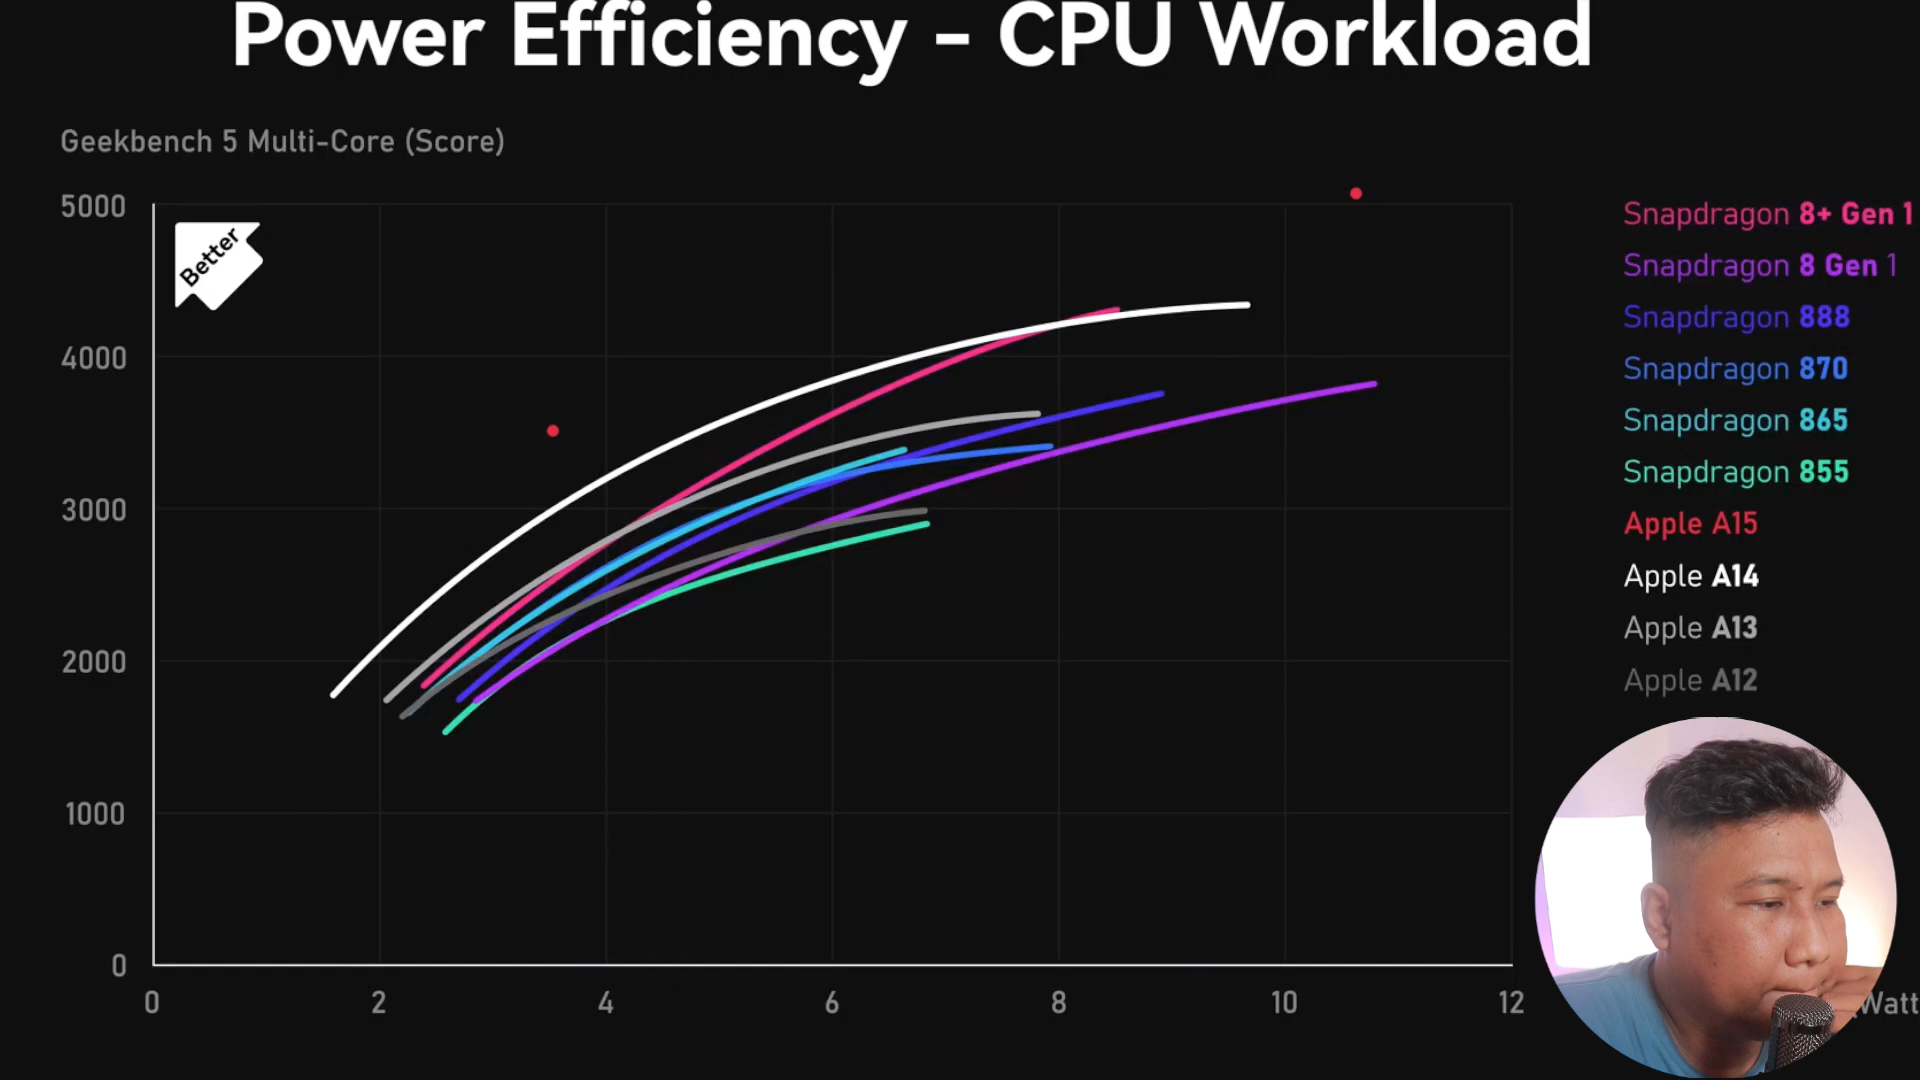 Power Efficiency - CPU Workload
Geekbench 5 Multi-Core (Score)
5000
Better
4000
3000
2000
1000
0
0 2 4 6 8 10 12
Watt
Snapdragon 8+ Gen 1
Snapdragon 8 Gen 1
Snapdragon 888
Snapdragon 870
Snapdragon 865
Snapdragon 855
Apple A15
Apple A14
Apple A13
Apple A12